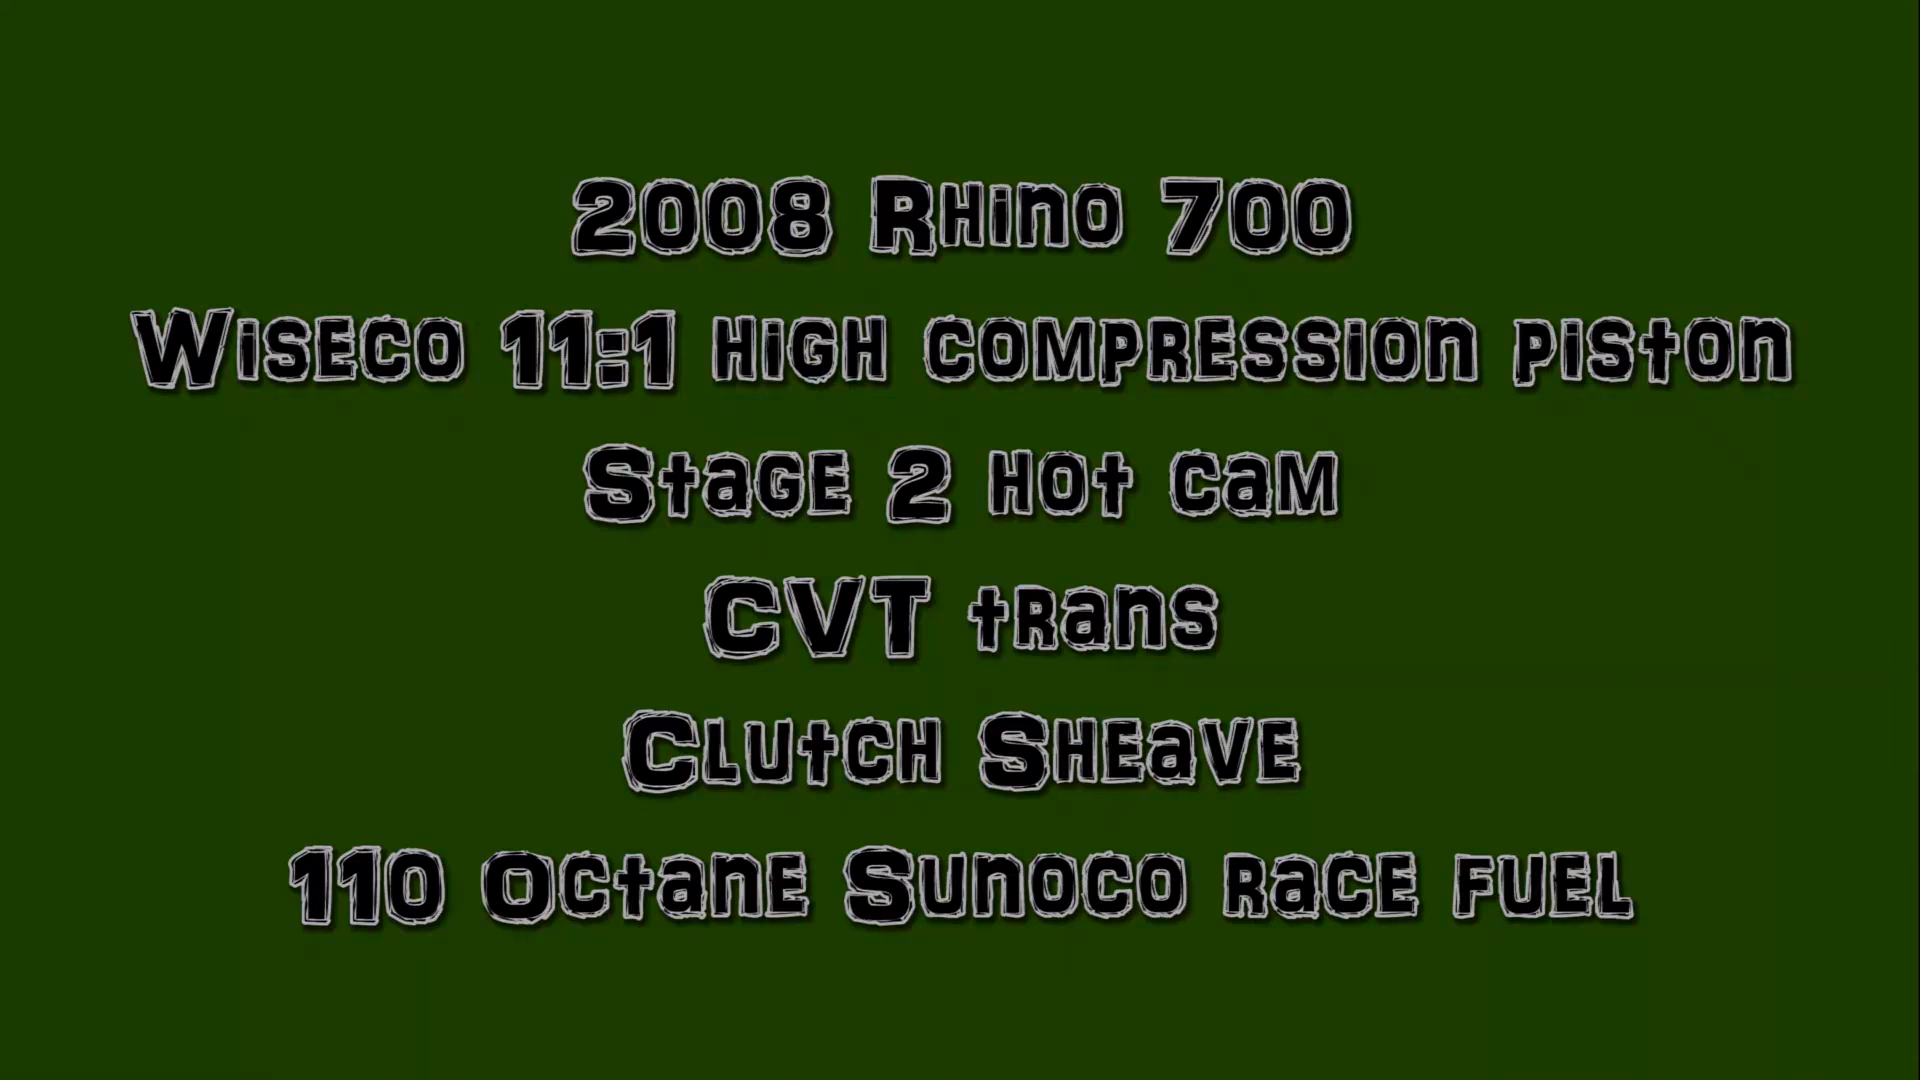 2008 Rhino 700
Wiseco 11:1 high compression piston
Stage 2 hot cam
CVT trans
Clutch Sheave
110 Octane Sunoco race fuel